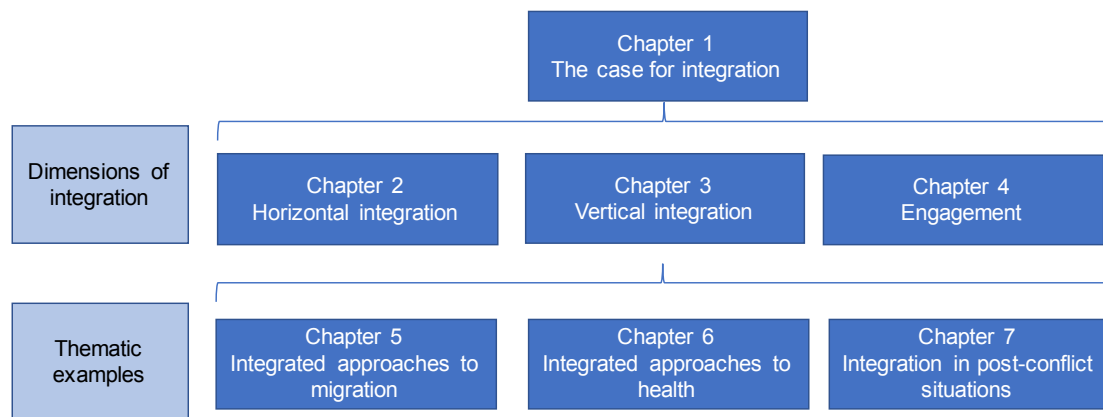 Chapter 1
The case for integration
Dimensions of
integration
Chapter 2
Horizontal integration
Chapter 3
Vertical integration
Chapter 4
Engagement
Thematic
examples
Chapter 5
Integrated approaches to
migration
Chapter 6
Integrated approaches to
health
Chapter 7
Integration in post-conflict
situations